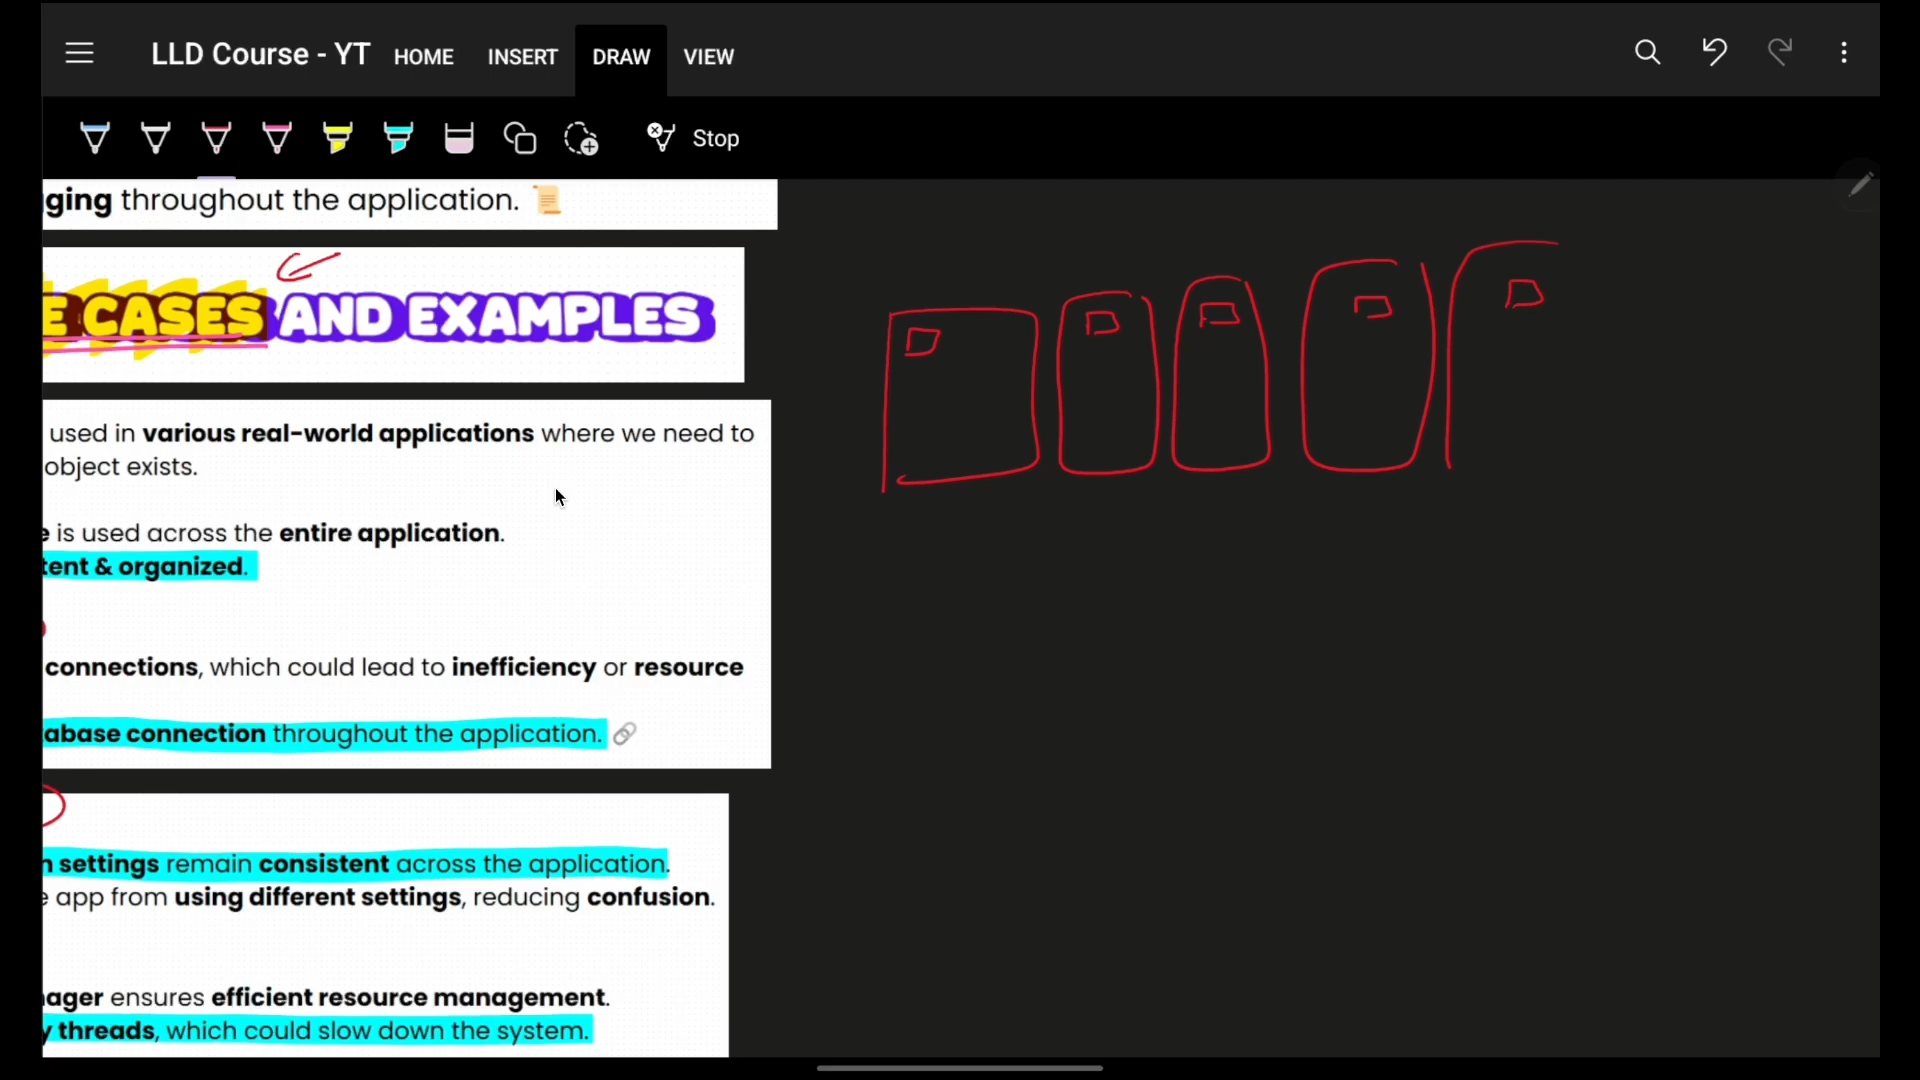 LLD Course - YT HOME INSERT DRAW VIEW
Stop
ging throughout the application.
E CASES AND EXAMPLES
used in various real-world applications where we need to
object exists.
e is used across the entire application.
tent & organized.
connections, which could lead to inefficiency or resource
abase connection throughout the application.
n settings remain consistent across the application.
e app from using different settings, reducing confusion.
ager ensures efficient resource management.
y threads, which could slow down the system.